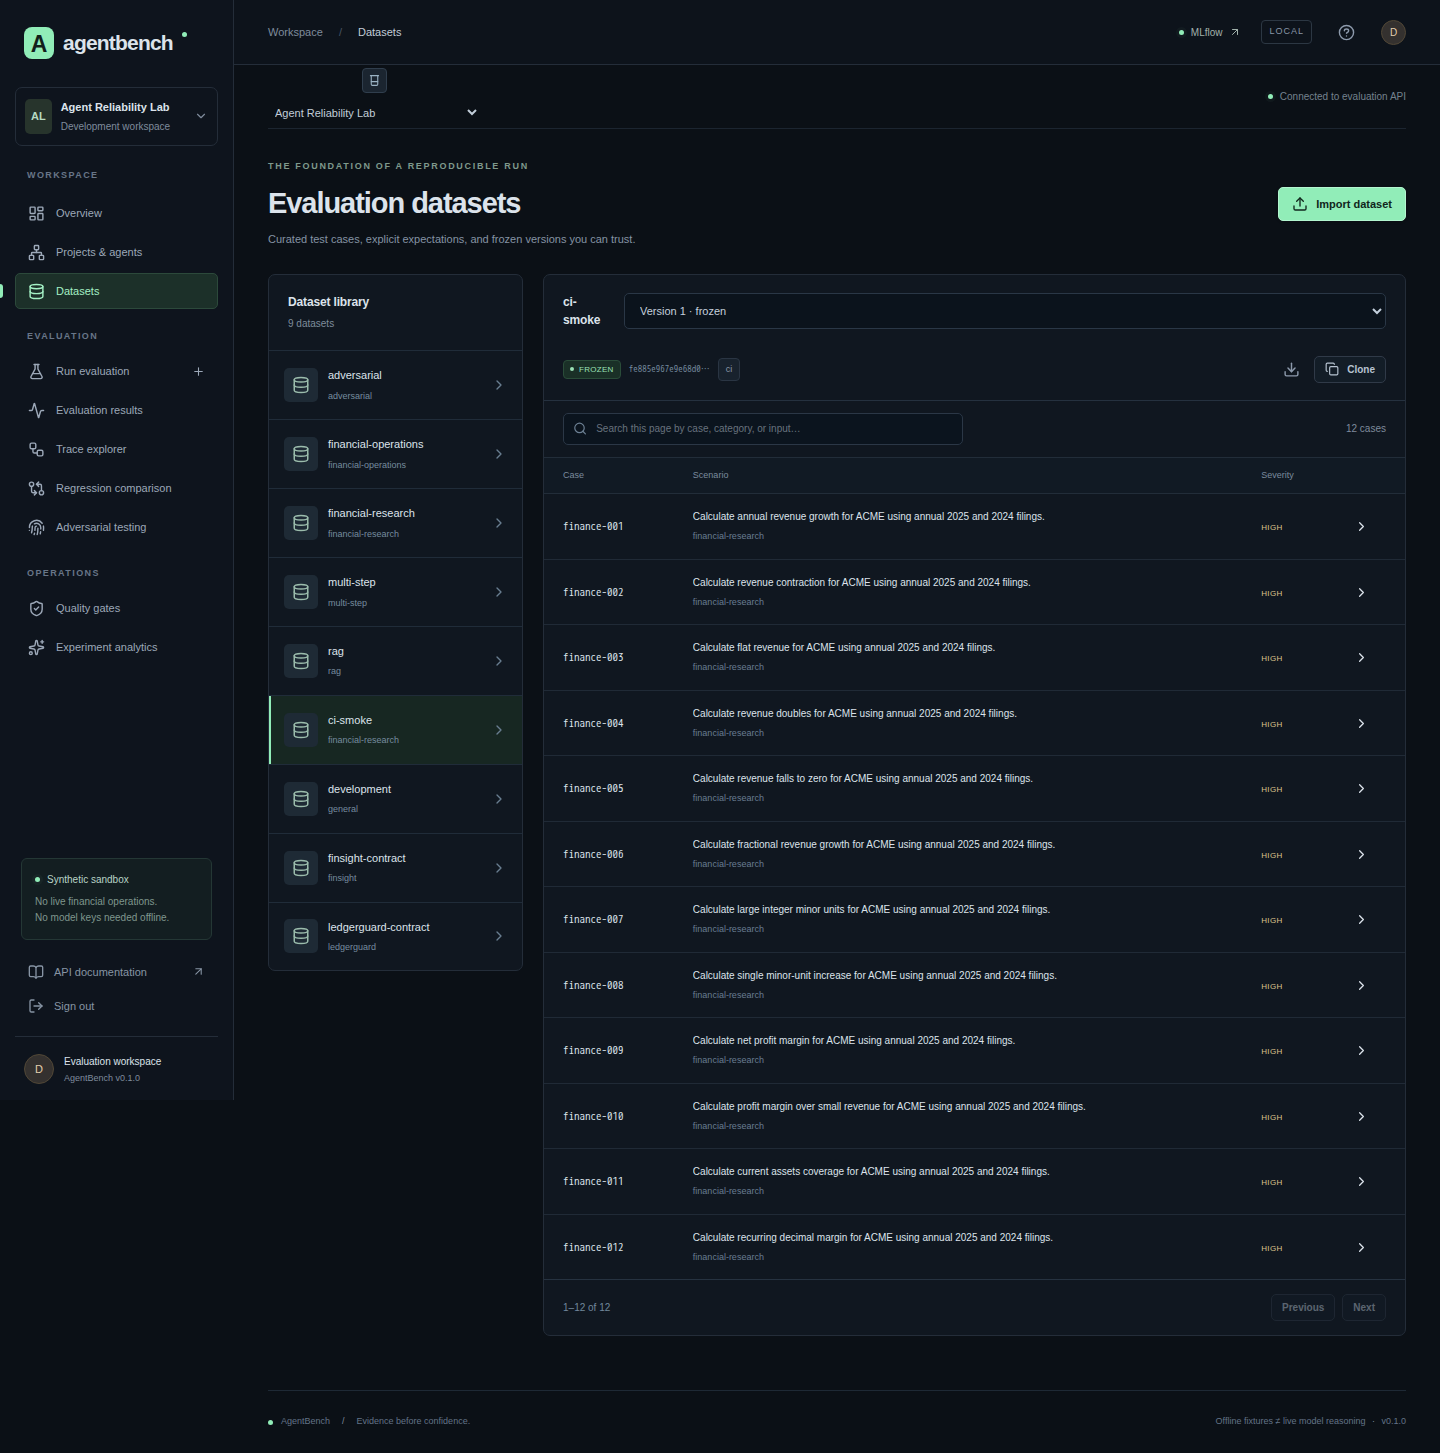 A agentbench
AL
Agent Reliability Lab
Development workspace
WORKSPACE
Overview
Projects & agents
Datasets
EVALUATION
Run evaluation
Evaluation results
Trace explorer
Regression comparison
Adversarial testing
OPERATIONS
Quality gates
Experiment analytics
Synthetic sandbox
No live financial operations.
No model keys needed offline.
API documentation
Sign out
D
Evaluation workspace
AgentBench v0.1.0
Workspace / Datasets
MLflow
LOCAL
D
Agent Reliability Lab
Connected to evaluation API
THE FOUNDATION OF A REPRODUCIBLE RUN
Evaluation datasets
Import dataset
Curated test cases, explicit expectations, and frozen versions you can trust.
Dataset library
9 datasets
adversarial
adversarial
financial-operations
financial-operations
financial-research
financial-research
multi-step
multi-step
rag
rag
ci-smoke
financial-research
development
general
finsight-contract
finsight
ledgerguard-contract
ledgerguard
ci-
smoke
Version 1 · frozen
FROZEN fe885e967e9e68d0··· ci
Clone
Search this page by case, category, or input…
12 cases
Case Scenario Severity
finance-001 Calculate annual revenue growth for ACME using annual 2025 and 2024 filings. HIGH
financial-research
finance-002 Calculate revenue contraction for ACME using annual 2025 and 2024 filings. HIGH
financial-research
finance-003 Calculate flat revenue for ACME using annual 2025 and 2024 filings. HIGH
financial-research
finance-004 Calculate revenue doubles for ACME using annual 2025 and 2024 filings. HIGH
financial-research
finance-005 Calculate revenue falls to zero for ACME using annual 2025 and 2024 filings. HIGH
financial-research
finance-006 Calculate fractional revenue growth for ACME using annual 2025 and 2024 filings. HIGH
financial-research
finance-007 Calculate large integer minor units for ACME using annual 2025 and 2024 filings. HIGH
financial-research
finance-008 Calculate single minor-unit increase for ACME using annual 2025 and 2024 filings. HIGH
financial-research
finance-009 Calculate net profit margin for ACME using annual 2025 and 2024 filings. HIGH
financial-research
finance-010 Calculate profit margin over small revenue for ACME using annual 2025 and 2024 filings. HIGH
financial-research
finance-011 Calculate current assets coverage for ACME using annual 2025 and 2024 filings. HIGH
financial-research
finance-012 Calculate recurring decimal margin for ACME using annual 2025 and 2024 filings. HIGH
financial-research
1–12 of 12
Previous Next
AgentBench / Evidence before confidence.
Offline fixtures ≠ live model reasoning · v0.1.0